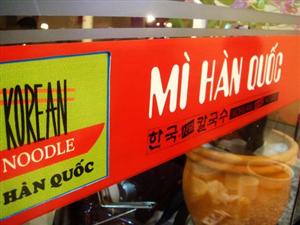 KOREAN
NOODLE
HÀN QUỐC
MÌ HÀN QUỐC
한국 칼국수